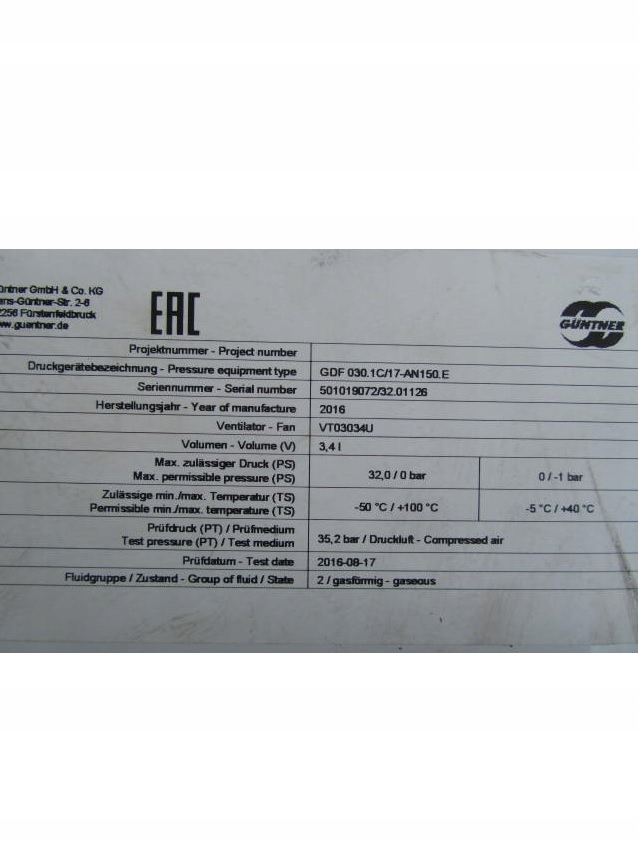 üntner GmbH & Co. KG
ans-Güntner-Str. 2-6
2256 Fürstenfeldbruck
www.guentner.de
EAC
GÜNTNER
Projektnummer - Project number
Druckgerätebezeichnung - Pressure equipment type GDF 030.1C/17-AN150.E
Seriennummer - Serial number 501019072/32.01126
Herstellungsjahr - Year of manufacture 2016
Ventilator - Fan VT03034U
Volumen - Volume (V) 3,4 l
Max. zulässiger Druck (PS)
Max. permissible pressure (PS) 32,0 / 0 bar 0 / -1 bar
Zulässige min./max. Temperatur (TS)
Permissible min./max. temperature (TS) -50 °C / +100 °C -5 °C / +40 °C
Prüfdruck (PT) / Prüfmedium
Test pressure (PT) / Test medium 35,2 bar / Druckluft - Compressed air
Prüfdatum - Test date 2016-08-17
Fluidgruppe / Zustand - Group of fluid / State 2 / gasförmig - gaseous